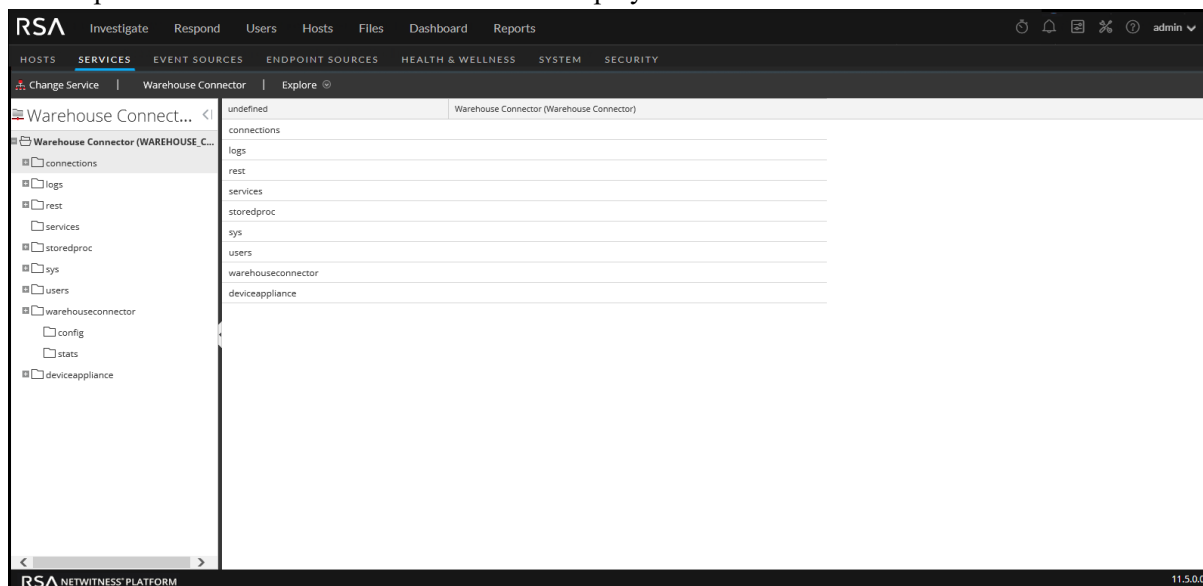 RSA Investigate Respond Users Hosts Files Dashboard Reports admin
HOSTS SERVICES EVENT SOURCES ENDPOINT SOURCES HEALTH & WELLNESS SYSTEM SECURITY
Change Service | Warehouse Connector | Explore
Warehouse Connect...
Warehouse Connector (WAREHOUSE_C...
connections
logs
rest
services
storedproc
sys
users
warehouseconnector
config
stats
deviceappliance
undefined Warehouse Connector (Warehouse Connector)
connections
logs
rest
services
storedproc
sys
users
warehouseconnector
deviceappliance
RSA NETWITNESS® PLATFORM